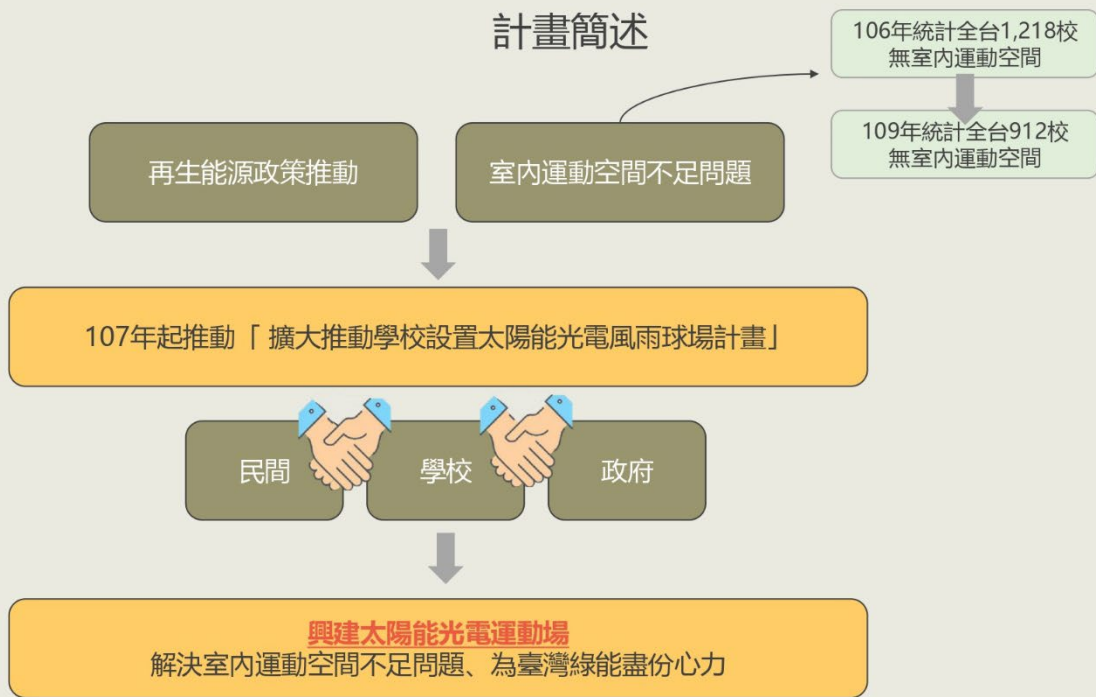 計畫簡述
106年統計全台1,218校
無室內運動空間
109年統計全台912校
無室內運動空間
再生能源政策推動
室內運動空間不足問題
107年起推動「 擴大推動學校設置太陽能光電風雨球場計畫」
民間
學校
政府
興建太陽能光電運動場
解決室內運動空間不足問題、為臺灣綠能盡份心力